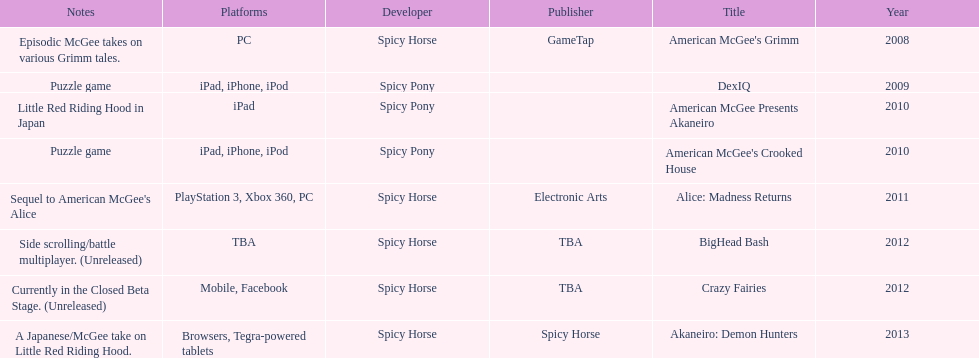 Notes Platforms Developer Publisher Title Year
Episodic McGee takes on various Grimm tales. PC Spicy Horse GameTap American McGee's Grimm 2008
Puzzle game iPad, iPhone, iPod Spicy Pony DexIQ 2009
Little Red Riding Hood in Japan iPad Spicy Pony American McGee Presents Akaneiro 2010
Puzzle game iPad, iPhone, iPod Spicy Pony American McGee's Crooked House 2010
Sequel to American McGee's Alice PlayStation 3, Xbox 360, PC Spicy Horse Electronic Arts Alice: Madness Returns 2011
Side scrolling/battle multiplayer. (Unreleased) TBA Spicy Horse TBA BigHead Bash 2012
Currently in the Closed Beta Stage. (Unreleased) Mobile, Facebook Spicy Horse TBA Crazy Fairies 2012
A Japanese/McGee take on Little Red Riding Hood. Browsers, Tegra-powered tablets Spicy Horse Spicy Horse Akaneiro: Demon Hunters 2013